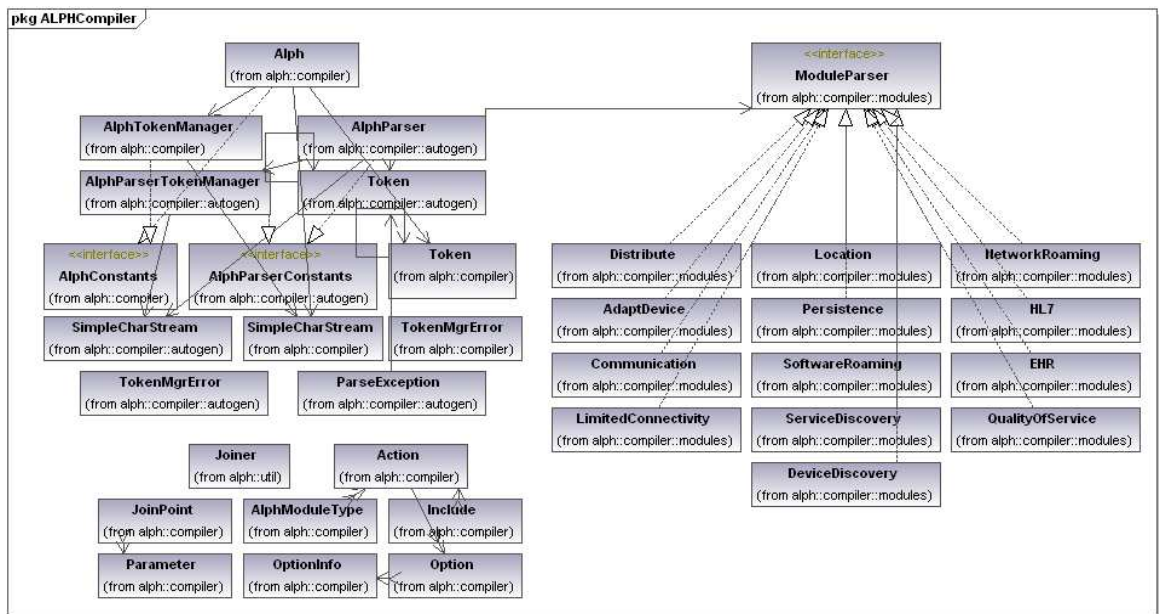 pkg ALPHCompiler
Alph
(from alph::compiler)
<<interface>>
ModuleParser
(from alph::compiler::modules)
AlphTokenManager
(from alph::compiler)
AlphParser
(from alph::compiler::autogen)
AlphParserTokenManager
(from alph::compiler::autogen)
Token
(from alph::compiler::autogen)
<<interface>>
AlphConstants
(from alph::compiler)
<<interface>>
AlphParserConstants
(from alph::compiler::autogen)
Token
(from alph::compiler)
Distribute
(from alph::compiler::modules)
Location
(from alph::compiler::modules)
NetworkRoaming
(from alph::compiler::modules)
SimpleCharStream
(from alph::compiler::autogen)
SimpleCharStream
(from alph::compiler)
TokenMgrError
(from alph::compiler)
AdaptDevice
(from alph::compiler::modules)
Persistence
(from alph::compiler::modules)
HL7
(from alph::compiler::modules)
TokenMgrError
(from alph::compiler::autogen)
ParseException
(from alph::compiler::autogen)
Communication
(from alph::compiler::modules)
SoftwareRoaming
(from alph::compiler::modules)
EHR
(from alph::compiler::modules)
LimitedConnectivity
(from alph::compiler::modules)
ServiceDiscovery
(from alph::compiler::modules)
QualityOfService
(from alph::compiler::modules)
Joiner
(from alph::util)
Action
(from alph::compiler)
DeviceDiscovery
(from alph::compiler::modules)
JoinPoint
(from alph::compiler)
AlphModuleType
(from alph::compiler)
Include
(from alph::compiler)
Parameter
(from alph::compiler)
OptionInfo
(from alph::compiler)
Option
(from alph::compiler)